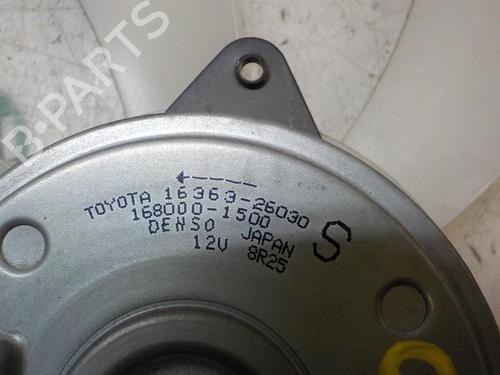 B-PARTS
TOYOTA 16363-26030
168000-1500
DENSO JAPAN
12V 8R25
S